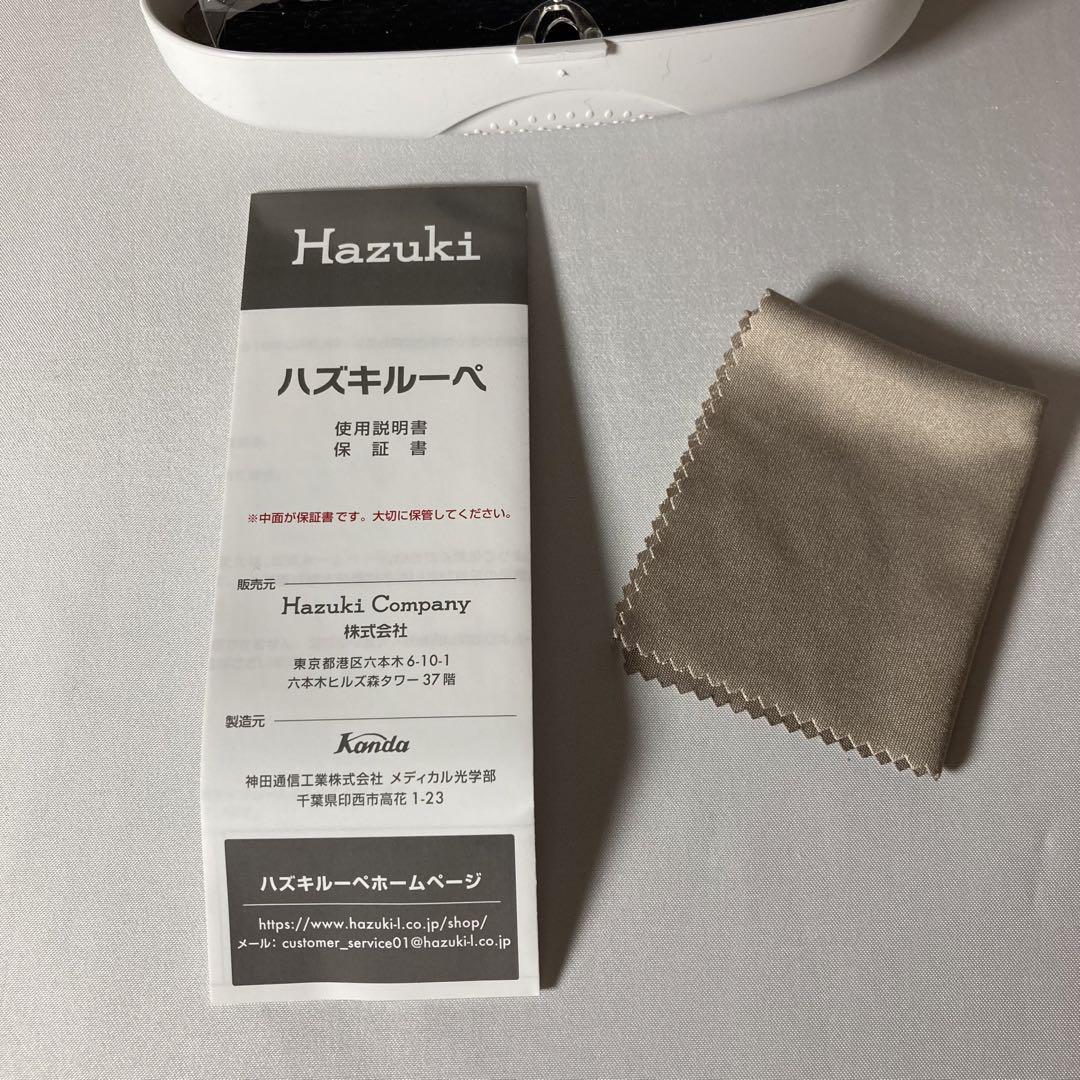 Hazuki
ハズキルーペ
使用説明書
保証書
※中面が保証書です。大切に保管してください。
販売元
Hazuki Company
株式会社
東京都港区六本木6-10-1
六本木ヒルズ森タワー37階
製造元
Kanda
神田通信工業株式会社 メディカル光学部
千葉県印西市高花1-23
ハズキルーペホームページ
https://www.hazuki-l.co.jp/shop/
メール: customer_service01@hazuki-l.co.jp